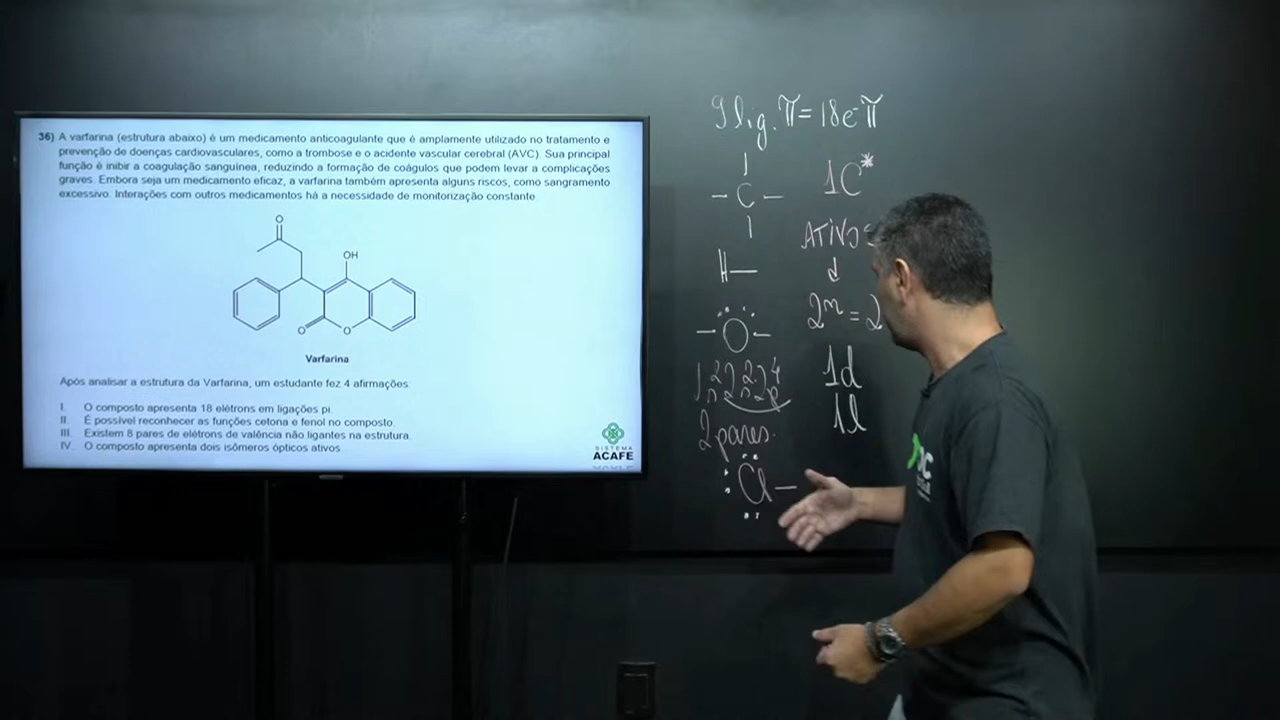 36) A varfarina (estrutura abaixo) é um medicamento anticoagulante que é amplamente utilizado no tratamento e
prevenção de doenças cardiovasculares, como a trombose e o acidente vascular cerebral (AVC). Sua principal
função é inibir a coagulação sanguínea, reduzindo a formação de coágulos que podem levar a complicações
graves. Embora seja um medicamento eficaz, a varfarina também apresenta alguns riscos, como sangramento
excessivo. Interações com outros medicamentos há a necessidade de monitorização constante
O
OH
O
O
Varfarina
Após analisar a estrutura da Varfarina, um estudante fez 4 afirmações:
I. O composto apresenta 18 elétrons em ligações pi.
II. É possível reconhecer as funções cetona e fenol no composto.
III. Existem 8 pares de elétrons de valência não ligantes na estrutura.
IV. O composto apresenta dois isômeros ópticos ativos
SISTEMA
ACAFE
9 lig. π = 18e⁻π
– C –
1C*
ATIVOS
H–
2ⁿ = 2
– O –
1d
1l
2 pares.
Cl –